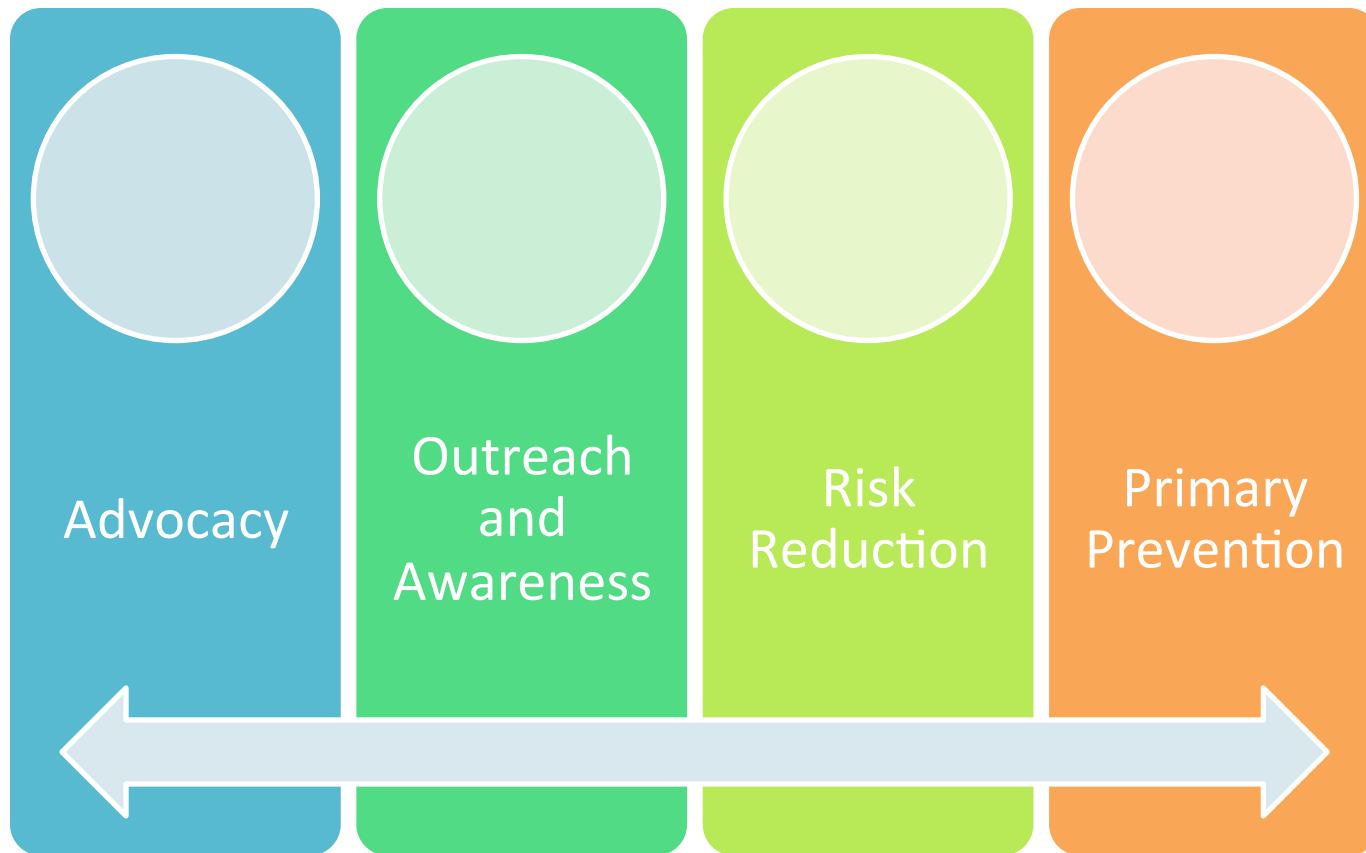 Advocacy
Outreach
and
Awareness
Risk
Reduction
Primary
Prevention